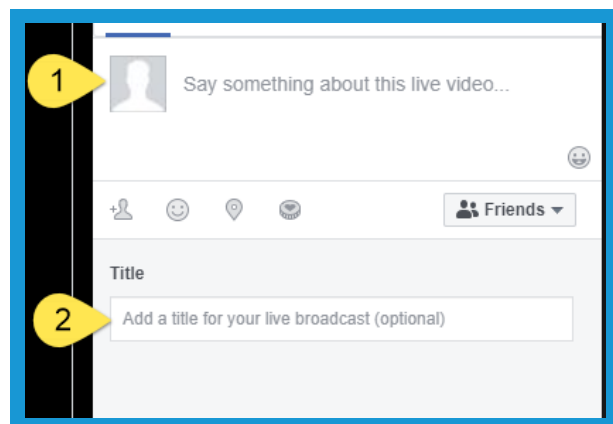 1
Say something about this live video...
Friends
Title
2
Add a title for your live broadcast (optional)